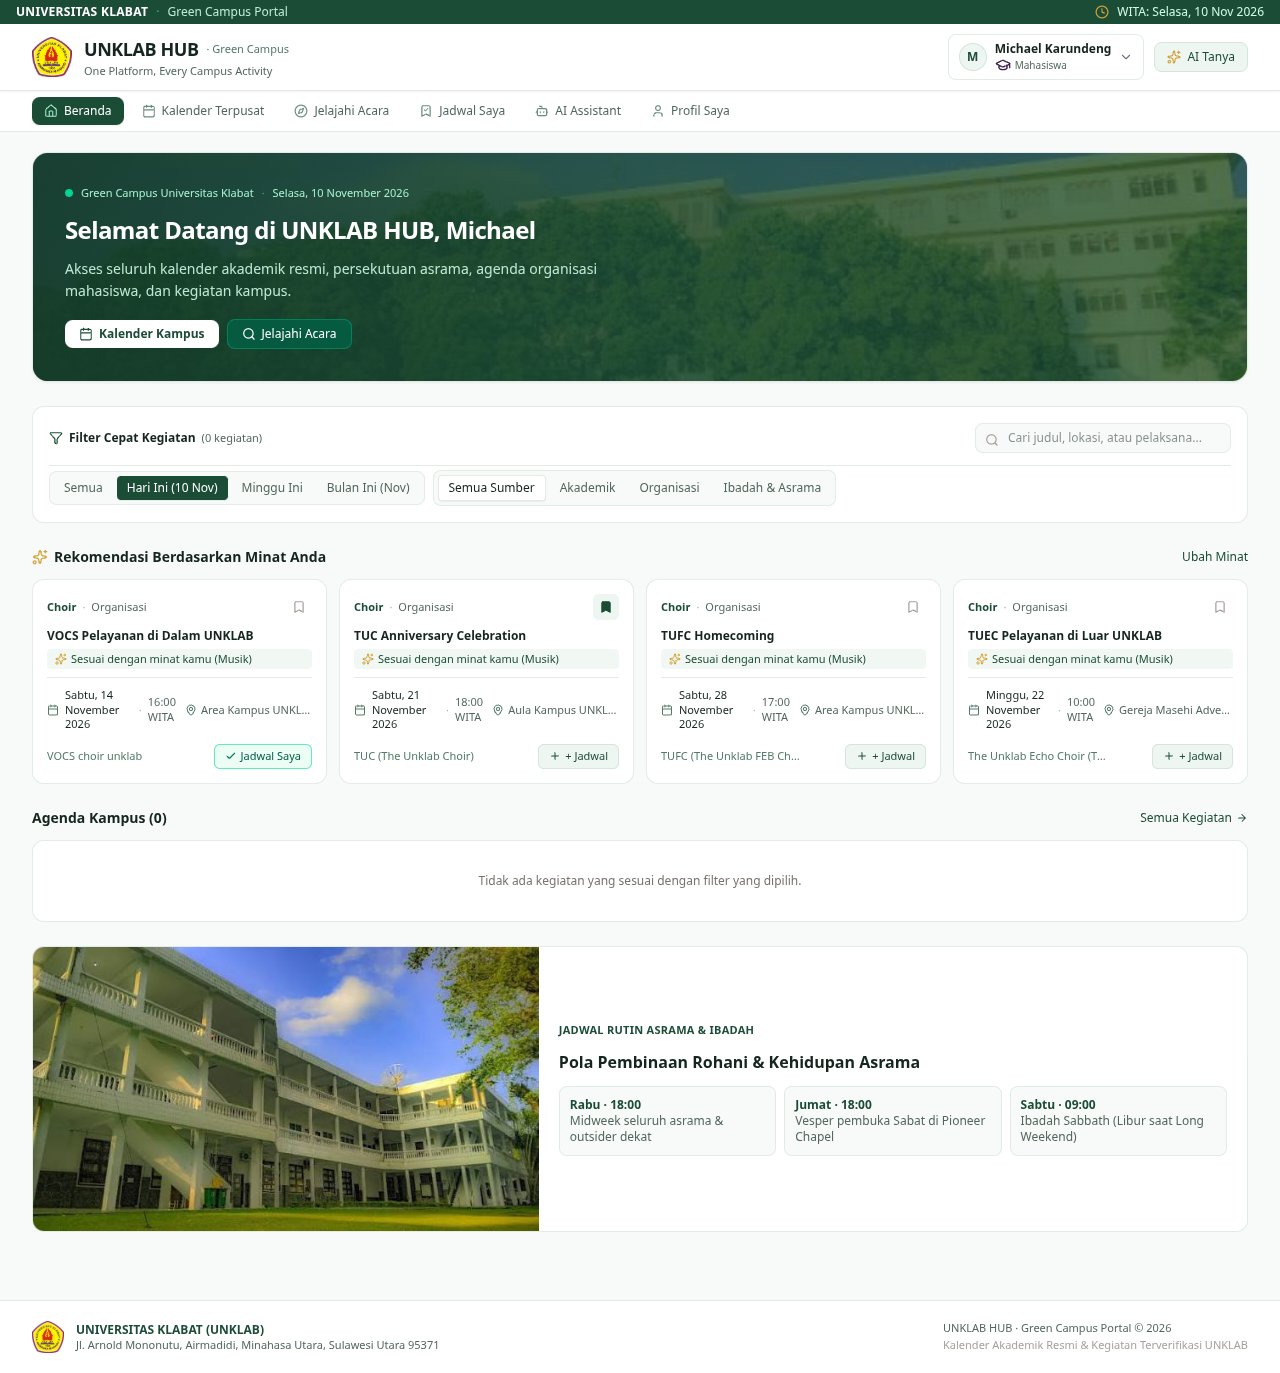 UNIVERSITAS KLABAT · Green Campus Portal
WITA: Selasa, 10 Nov 2026
UNKLAB HUB · Green Campus
One Platform, Every Campus Activity
M
Michael Karundeng
Mahasiswa
AI Tanya
Beranda
Kalender Terpusat
Jelajahi Acara
Jadwal Saya
AI Assistant
Profil Saya
Green Campus Universitas Klabat · Selasa, 10 November 2026
Selamat Datang di UNKLAB HUB, Michael
Akses seluruh kalender akademik resmi, persekutuan asrama, agenda organisasi
mahasiswa, dan kegiatan kampus.
Kalender Kampus
Jelajahi Acara
Filter Cepat Kegiatan (0 kegiatan)
Cari judul, lokasi, atau pelaksana...
Semua
Hari Ini (10 Nov)
Minggu Ini
Bulan Ini (Nov)
Semua Sumber
Akademik
Organisasi
Ibadah & Asrama
Rekomendasi Berdasarkan Minat Anda
Ubah Minat
Choir · Organisasi
VOCS Pelayanan di Dalam UNKLAB
Sesuai dengan minat kamu (Musik)
Sabtu, 14
November
2026
·
16:00
WITA
Area Kampus UNKL...
VOCS choir unklab
Jadwal Saya
Choir · Organisasi
TUC Anniversary Celebration
Sesuai dengan minat kamu (Musik)
Sabtu, 21
November
2026
·
18:00
WITA
Aula Kampus UNKL...
TUC (The Unklab Choir)
+ Jadwal
Choir · Organisasi
TUFC Homecoming
Sesuai dengan minat kamu (Musik)
Sabtu, 28
November
2026
·
17:00
WITA
Area Kampus UNKL...
TUFC (The Unklab FEB Ch...
+ Jadwal
Choir · Organisasi
TUEC Pelayanan di Luar UNKLAB
Sesuai dengan minat kamu (Musik)
Minggu, 22
November
2026
·
10:00
WITA
Gereja Masehi Adve...
The Unklab Echo Choir (T...
+ Jadwal
Agenda Kampus (0)
Semua Kegiatan →
Tidak ada kegiatan yang sesuai dengan filter yang dipilih.
JADWAL RUTIN ASRAMA & IBADAH
Pola Pembinaan Rohani & Kehidupan Asrama
Rabu · 18:00
Midweek seluruh asrama &
outsider dekat
Jumat · 18:00
Vesper pembuka Sabat di Pioneer
Chapel
Sabtu · 09:00
Ibadah Sabbath (Libur saat Long
Weekend)
UNIVERSITAS KLABAT (UNKLAB)
Jl. Arnold Mononutu, Airmadidi, Minahasa Utara, Sulawesi Utara 95371
UNKLAB HUB · Green Campus Portal © 2026
Kalender Akademik Resmi & Kegiatan Terverifikasi UNKLAB